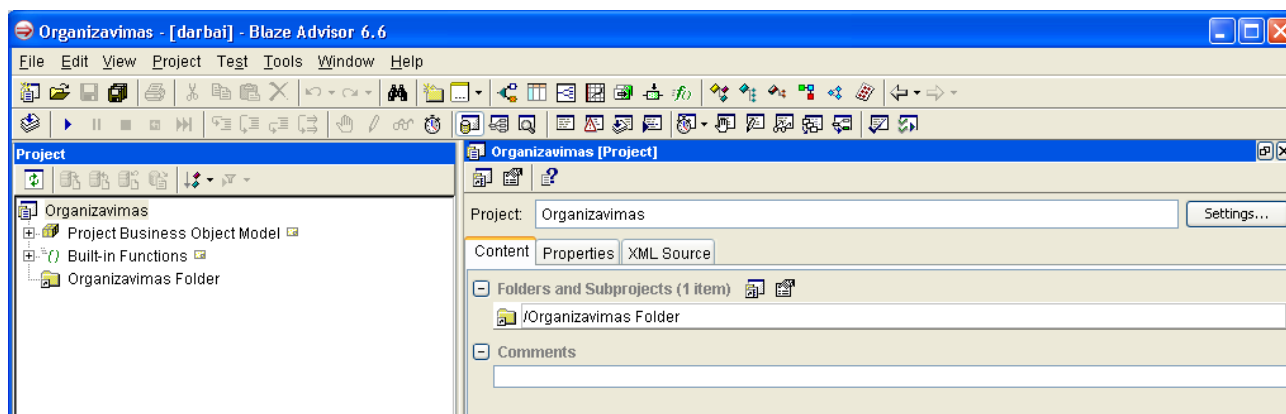 Organizavimas - [darbai] - Blaze Advisor 6.6
File Edit View Project Test Tools Window Help
Project
Organizavimas
Project Business Object Model
Built-in Functions
Organizavimas Folder
Organizavimas [Project]
Project: Organizavimas Settings...
Content Properties XML Source
Folders and Subprojects (1 item)
/Organizavimas Folder
Comments